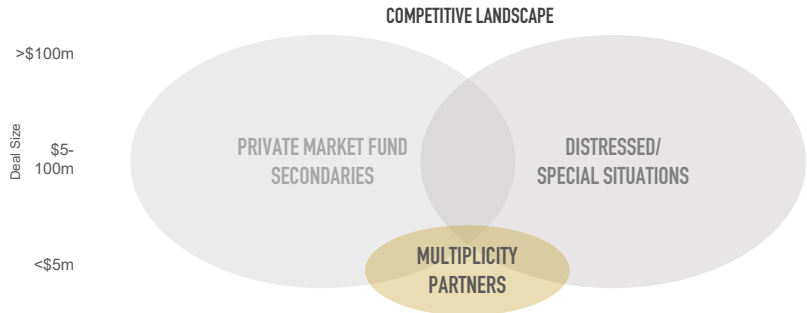 COMPETITIVE LANDSCAPE
>$100m
Deal Size
$5-
100m
<$5m
PRIVATE MARKET FUND
SECONDARIES
DISTRESSED/
SPECIAL SITUATIONS
MULTIPLICITY
PARTNERS